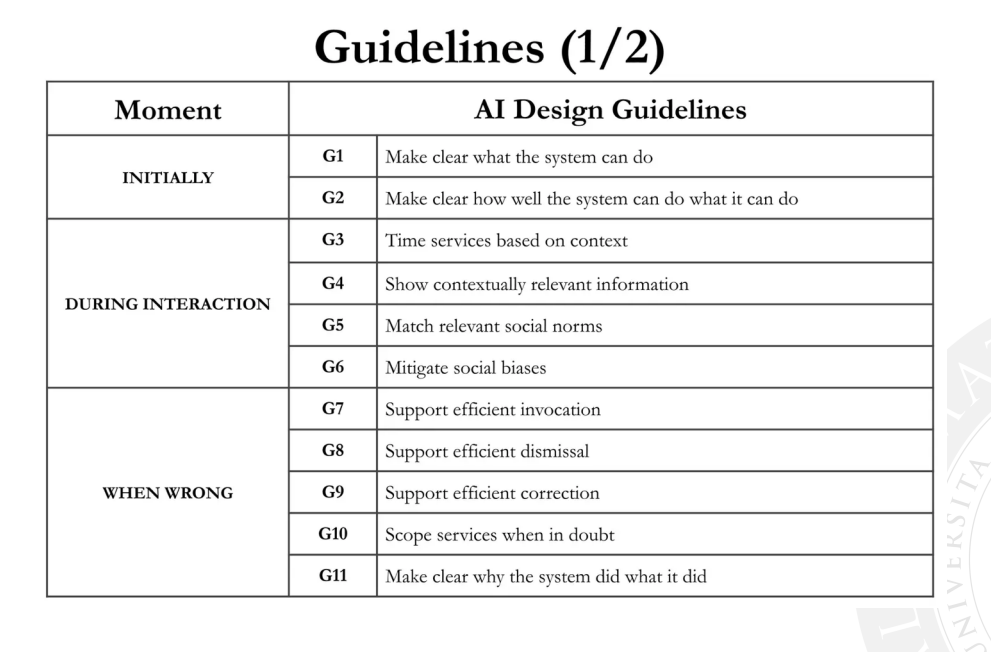 Guidelines (1/2)
Moment
AI Design Guidelines
INITIALLY
G1
Make clear what the system can do
G2
Make clear how well the system can do what it can do
DURING INTERACTION
G3
Time services based on context
G4
Show contextually relevant information
G5
Match relevant social norms
G6
Mitigate social biases
WHEN WRONG
G7
Support efficient invocation
G8
Support efficient dismissal
G9
Support efficient correction
G10
Scope services when in doubt
G11
Make clear why the system did what it did